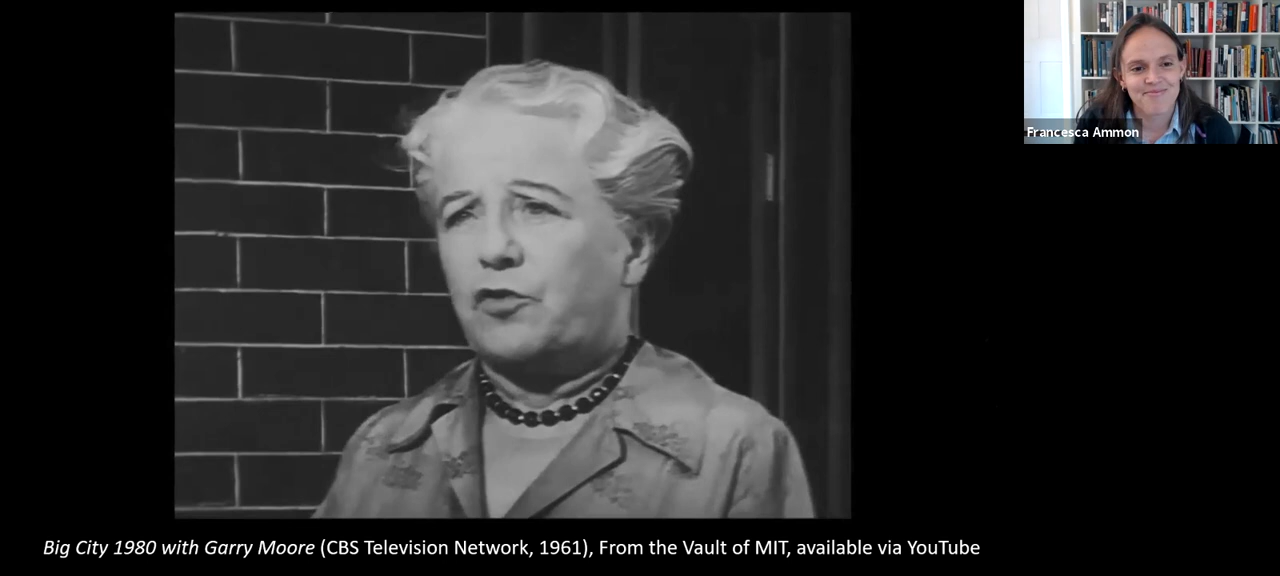 Francesca Ammon
Big City 1980 with Garry Moore (CBS Television Network, 1961), From the Vault of MIT, available via YouTube